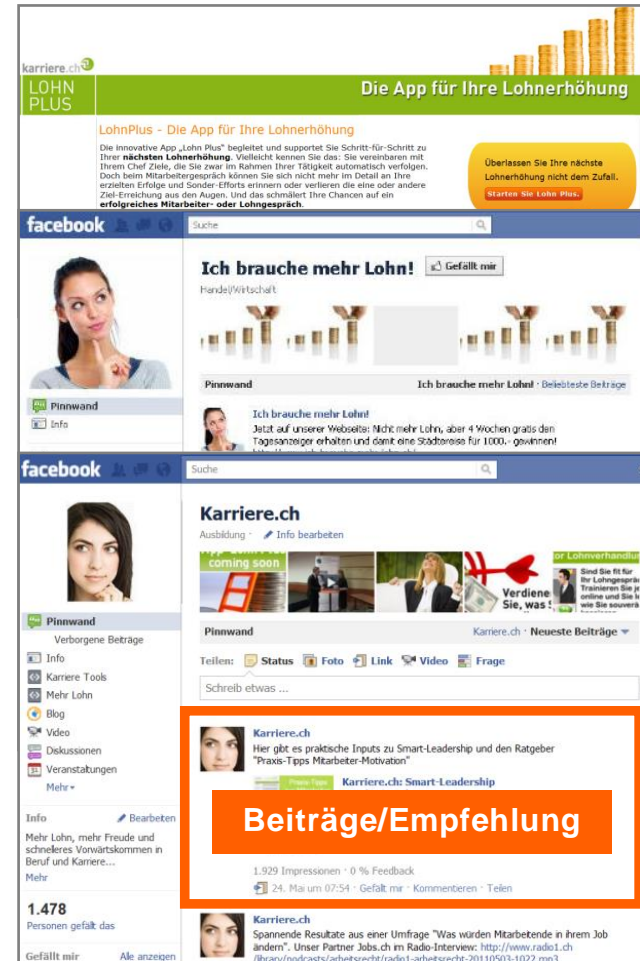 karriere.ch
LOHN
PLUS
Die App für Ihre Lohnerhöhung
LohnPlus - Die App für Ihre Lohnerhöhung
Die innovative App „Lohn Plus" begleitet und supportet Sie Schritt-für-Schritt zu
Ihrer nächsten Lohnerhöhung. Vielleicht kennen Sie das: Sie vereinbaren mit
Ihrem Chef Ziele, die Sie zwar im Rahmen Ihrer Tätigkeit automatisch verfolgen.
Doch beim Mitarbeitergespräch können Sie sich nicht mehr im Detail an Ihre
erzielten Erfolge und Sonder-Efforts erinnern oder verlieren die eine oder andere
Ziel-Erreichung aus den Augen. Und das schmälert Ihre Chancen auf ein
erfolgreiches Mitarbeiter- oder Lohngespräch.
Überlassen Sie Ihre nächste
Lohnerhöhung nicht dem Zufall.
Starten Sie Lohn Plus.
facebook
Suche
Ich brauche mehr Lohn!
Gefällt mir
Handel/Wirtschaft
Pinnwand
Info
Pinnwand
Ich brauche mehr Lohn! · Beliebteste Beiträge
Ich brauche mehr Lohn!
Jetzt auf unserer Webseite: Nicht mehr Lohn, aber 4 Wochen gratis den
Tagesanzeiger erhalten und damit eine Städtereise für 1000.- gewinnen!
facebook
Suche
Karriere.ch
Ausbildung · Info bearbeiten
coming soon
Verdiene
Sie, was
or Lohnverhandlu
Sind Sie fit für
Ihr Lohngespräc
Trainieren Sie je
online und Sie le
wie Sie souverä
Pinnwand
Verborgene Beiträge
Info
Karriere Tools
Mehr Lohn
Blog
Video
Diskussionen
Veranstaltungen
Mehr
Info
Bearbeiten
Mehr Lohn, mehr Freude und
schnelleres Vorwärtskommen in
Beruf und Karriere...
Mehr
1.478
Personen gefällt das
Gefällt mir
Alle anzeigen
Pinnwand
Karriere.ch · Neueste Beiträge
Teilen: Status Foto Link Video Frage
Schreib etwas ...
Karriere.ch
Hier gibt es praktische Inputs zu Smart-Leadership und den Ratgeber
"Praxis-Tipps Mitarbeiter-Motivation"
Praxis Tipps
Karriere.ch: Smart-Leadership
Beiträge/Empfehlung
1.929 Impressionen · 0 % Feedback
24. Mai um 07:54 · Gefällt mir · Kommentieren · Teilen
Karriere.ch
Spannende Resultate aus einer Umfrage "Was würden Mitarbeitende in ihrem Job
ändern". Unser Partner Jobs.ch im Radio-Interview: http://www.radio1.ch
/library/podcasts/arbeitsrecht/radio1-arbeitsrecht-20110503-1022.mp3